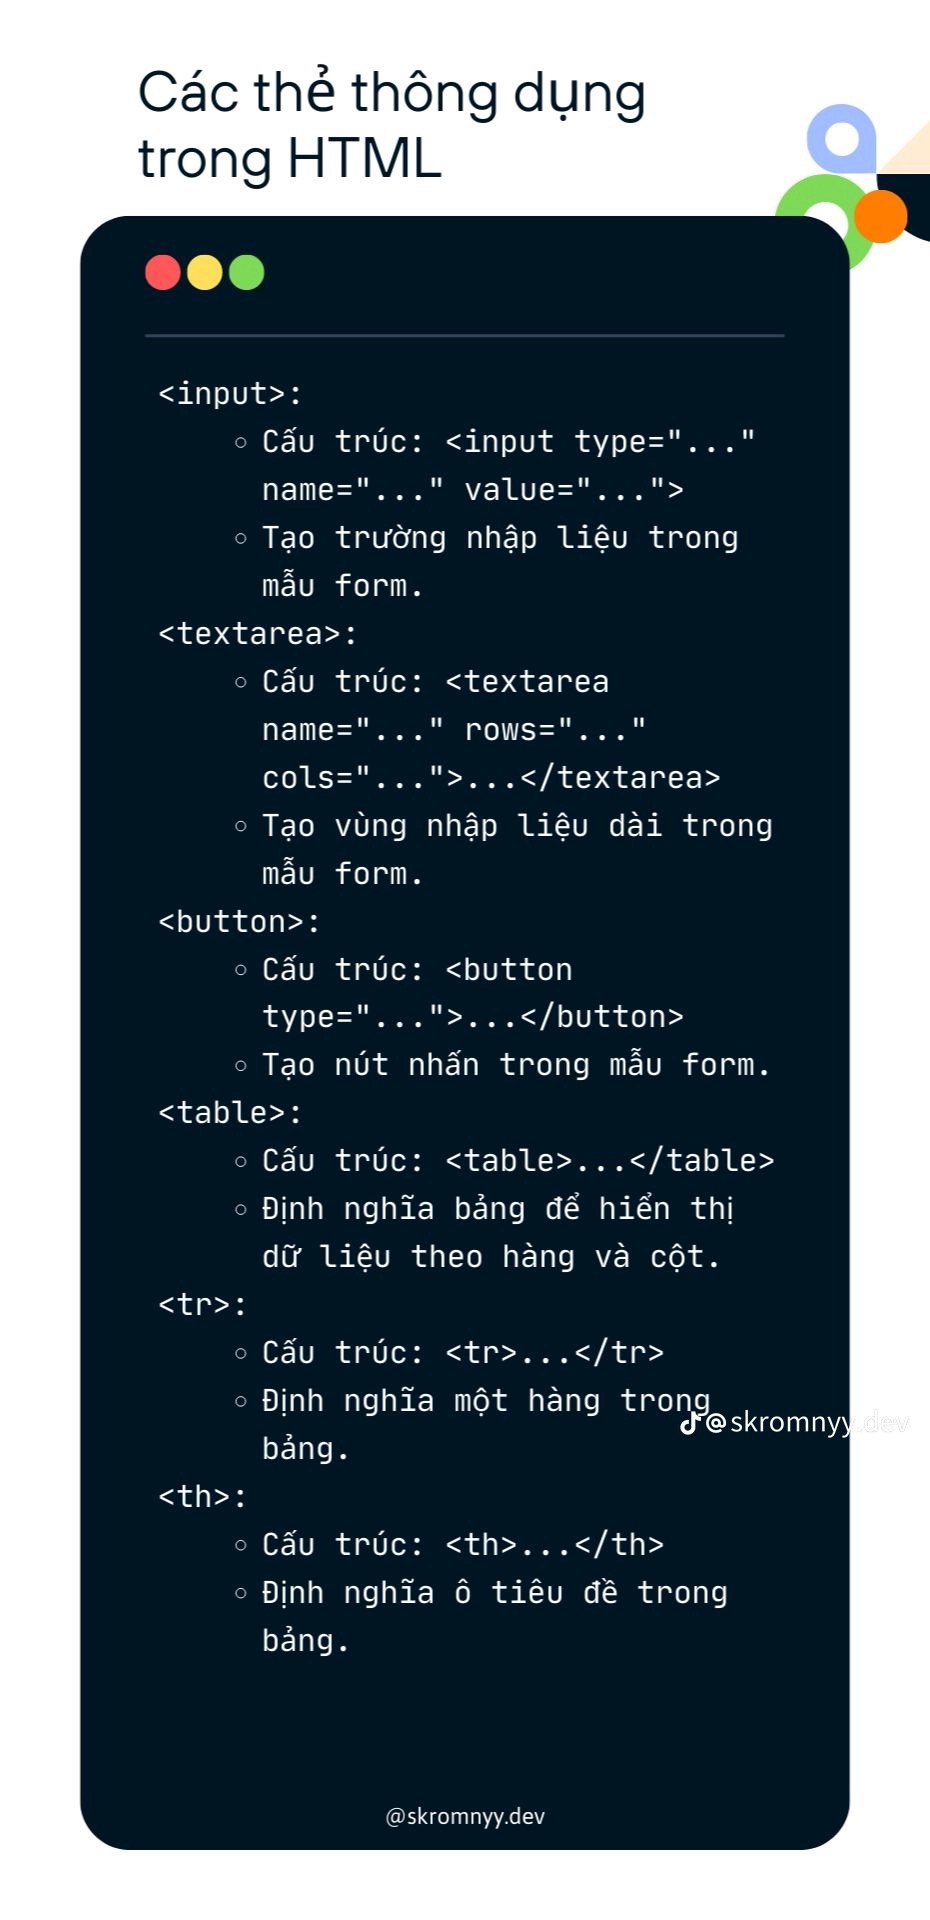 Các thẻ thông dụng
trong HTML
<input>:
◦ Cấu trúc: <input type="..."
name="..." value="...">
◦ Tạo trường nhập liệu trong
mẫu form.
<textarea>:
◦ Cấu trúc: <textarea
name="..." rows="..."
cols="...">...</textarea>
◦ Tạo vùng nhập liệu dài trong
mẫu form.
<button>:
◦ Cấu trúc: <button
type="...">...</button>
◦ Tạo nút nhấn trong mẫu form.
<table>:
◦ Cấu trúc: <table>...</table>
◦ Định nghĩa bảng để hiển thị
dữ liệu theo hàng và cột.
<tr>:
◦ Cấu trúc: <tr>...</tr>
◦ Định nghĩa một hàng trong
@skromnyy.dev
bảng.
<th>:
◦ Cấu trúc: <th>...</th>
◦ Định nghĩa ô tiêu đề trong
bảng.
@skromnyy.dev